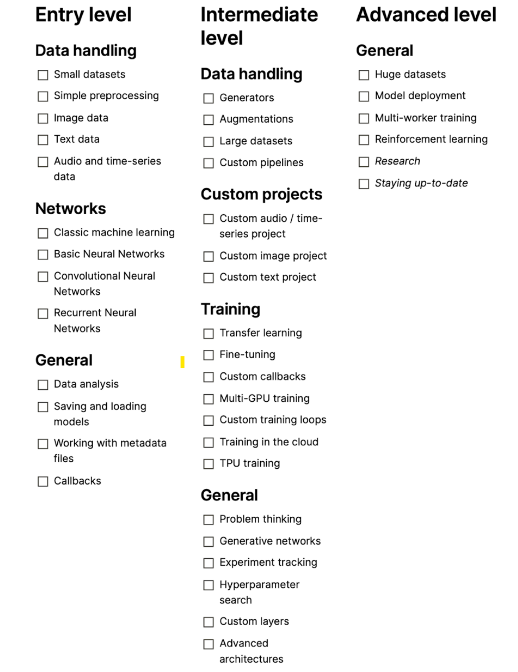 Entry level
Data handling
Small datasets
Simple preprocessing
Image data
Text data
Audio and time-series
data
Networks
Classic machine learning
Basic Neural Networks
Convolutional Neural
Networks
Recurrent Neural
Networks
General
Data analysis
Saving and loading
models
Working with metadata
files
Callbacks
Intermediate
level
Data handling
Generators
Augmentations
Large datasets
Custom pipelines
Custom projects
Custom audio / time-
series project
Custom image project
Custom text project
Training
Transfer learning
Fine-tuning
Custom callbacks
Multi-GPU training
Custom training loops
Training in the cloud
TPU training
General
Problem thinking
Generative networks
Experiment tracking
Hyperparameter
search
Custom layers
Advanced
architectures
Advanced level
General
Huge datasets
Model deployment
Multi-worker training
Reinforcement learning
Research
Staying up-to-date